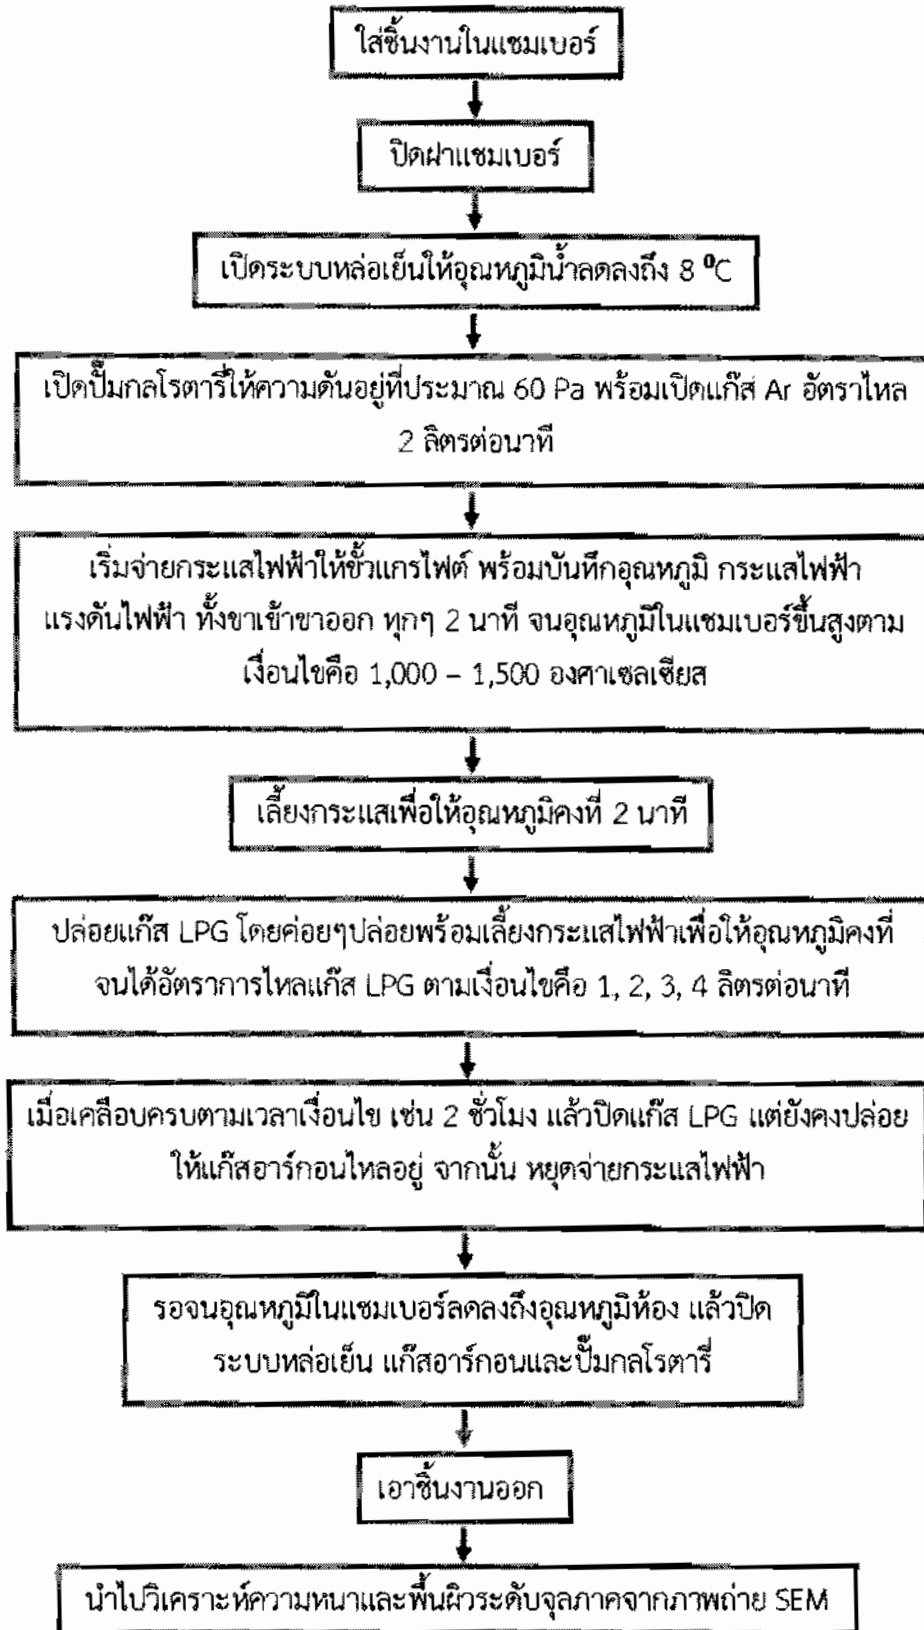 ใส่ชิ้นงานในแชมเบอร์
ปิดฝาแชมเบอร์
เปิดระบบหล่อเย็นให้อุณหภูมิน้ำลดลงถึง 8 ⁰C
เปิดปั๊มกลโรตารี่ให้ความดันอยู่ที่ประมาณ 60 Pa พร้อมเปิดแก๊ส Ar อัตราไหล
2 ลิตรต่อนาที
เริ่มจ่ายกระแสไฟฟ้าให้ขั้วแกรไฟต์ พร้อมบันทึกอุณหภูมิ กระแสไฟฟ้า
แรงดันไฟฟ้า ทั้งขาเข้าขาออก ทุกๆ 2 นาที จนอุณหภูมิในแชมเบอร์ขึ้นสูงตาม
เงื่อนไขคือ 1,000 – 1,500 องศาเซลเซียส
เลี้ยงกระแสเพื่อให้อุณหภูมิคงที่ 2 นาที
ปล่อยแก๊ส LPG โดยค่อยๆปล่อยพร้อมเลี้ยงกระแสไฟฟ้าเพื่อให้อุณหภูมิคงที่
จนได้อัตราการไหลแก๊ส LPG ตามเงื่อนไขคือ 1, 2, 3, 4 ลิตรต่อนาที
เมื่อเคลือบครบตามเวลาเงื่อนไข เช่น 2 ชั่วโมง แล้วปิดแก๊ส LPG แต่ยังคงปล่อย
ให้แก๊สอาร์กอนไหลอยู่ จากนั้น หยุดจ่ายกระแสไฟฟ้า
รอจนอุณหภูมิในแชมเบอร์ลดลงถึงอุณหภูมิห้อง แล้วปิด
ระบบหล่อเย็น แก๊สอาร์กอนและปั๊มกลโรตารี่
เอาชิ้นงานออก
นำไปวิเคราะห์ความหนาและพื้นผิวระดับจุลภาคจากภาพถ่าย SEM